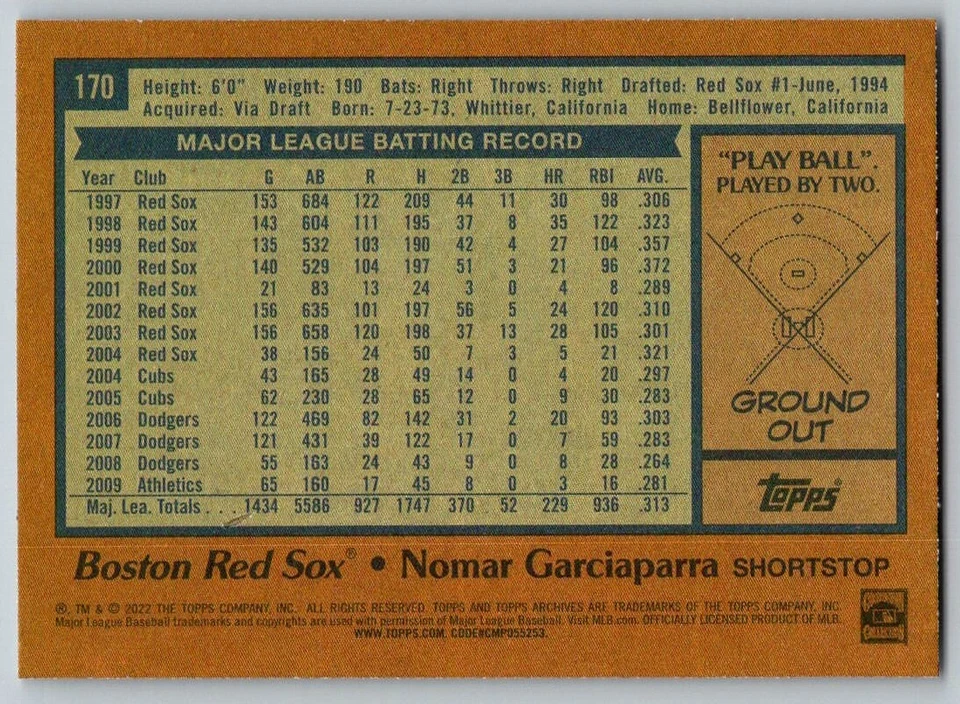 170
Height: 6'0" Weight: 190 Bats: Right Throws: Right Drafted: Red Sox #1-June, 1994
Acquired: Via Draft Born: 7-23-73, Whittier, California Home: Bellflower, California
MAJOR LEAGUE BATTING RECORD
Year Club G AB R H 2B 3B HR RBI AVG.
1997 Red Sox 153 684 122 209 44 11 30 98 .306
1998 Red Sox 143 604 111 195 37 8 35 122 .323
1999 Red Sox 135 532 103 190 42 4 27 104 .357
2000 Red Sox 140 529 104 197 51 3 21 96 .372
2001 Red Sox 21 83 13 24 3 0 4 8 .289
2002 Red Sox 156 635 101 197 56 5 24 120 .310
2003 Red Sox 156 658 120 198 37 13 28 105 .301
2004 Red Sox 38 156 24 50 7 3 5 21 .321
2004 Cubs 43 165 28 49 14 0 4 20 .297
2005 Cubs 62 230 28 65 12 0 9 30 .283
2006 Dodgers 122 469 82 142 31 2 20 93 .303
2007 Dodgers 121 431 39 122 17 0 7 59 .283
2008 Dodgers 55 163 24 43 9 0 8 28 .264
2009 Athletics 65 160 17 45 8 0 3 16 .281
Maj. Lea. Totals . . . 1434 5586 927 1747 370 52 229 936 .313
"PLAY BALL".
PLAYED BY TWO.
GROUND
OUT
Topps®
Boston Red Sox® • Nomar Garciaparra SHORTSTOP
®, TM & © 2022 THE TOPPS COMPANY, INC. ALL RIGHTS RESERVED. TOPPS AND TOPPS ARCHIVES ARE TRADEMARKS OF THE TOPPS COMPANY, INC.
Major League Baseball trademarks and copyrights are used with permission of Major League Baseball. Visit MLB.com. OFFICIALLY LICENSED PRODUCT OF MLB.
WWW.TOPPS.COM. CODE#CMP055253.